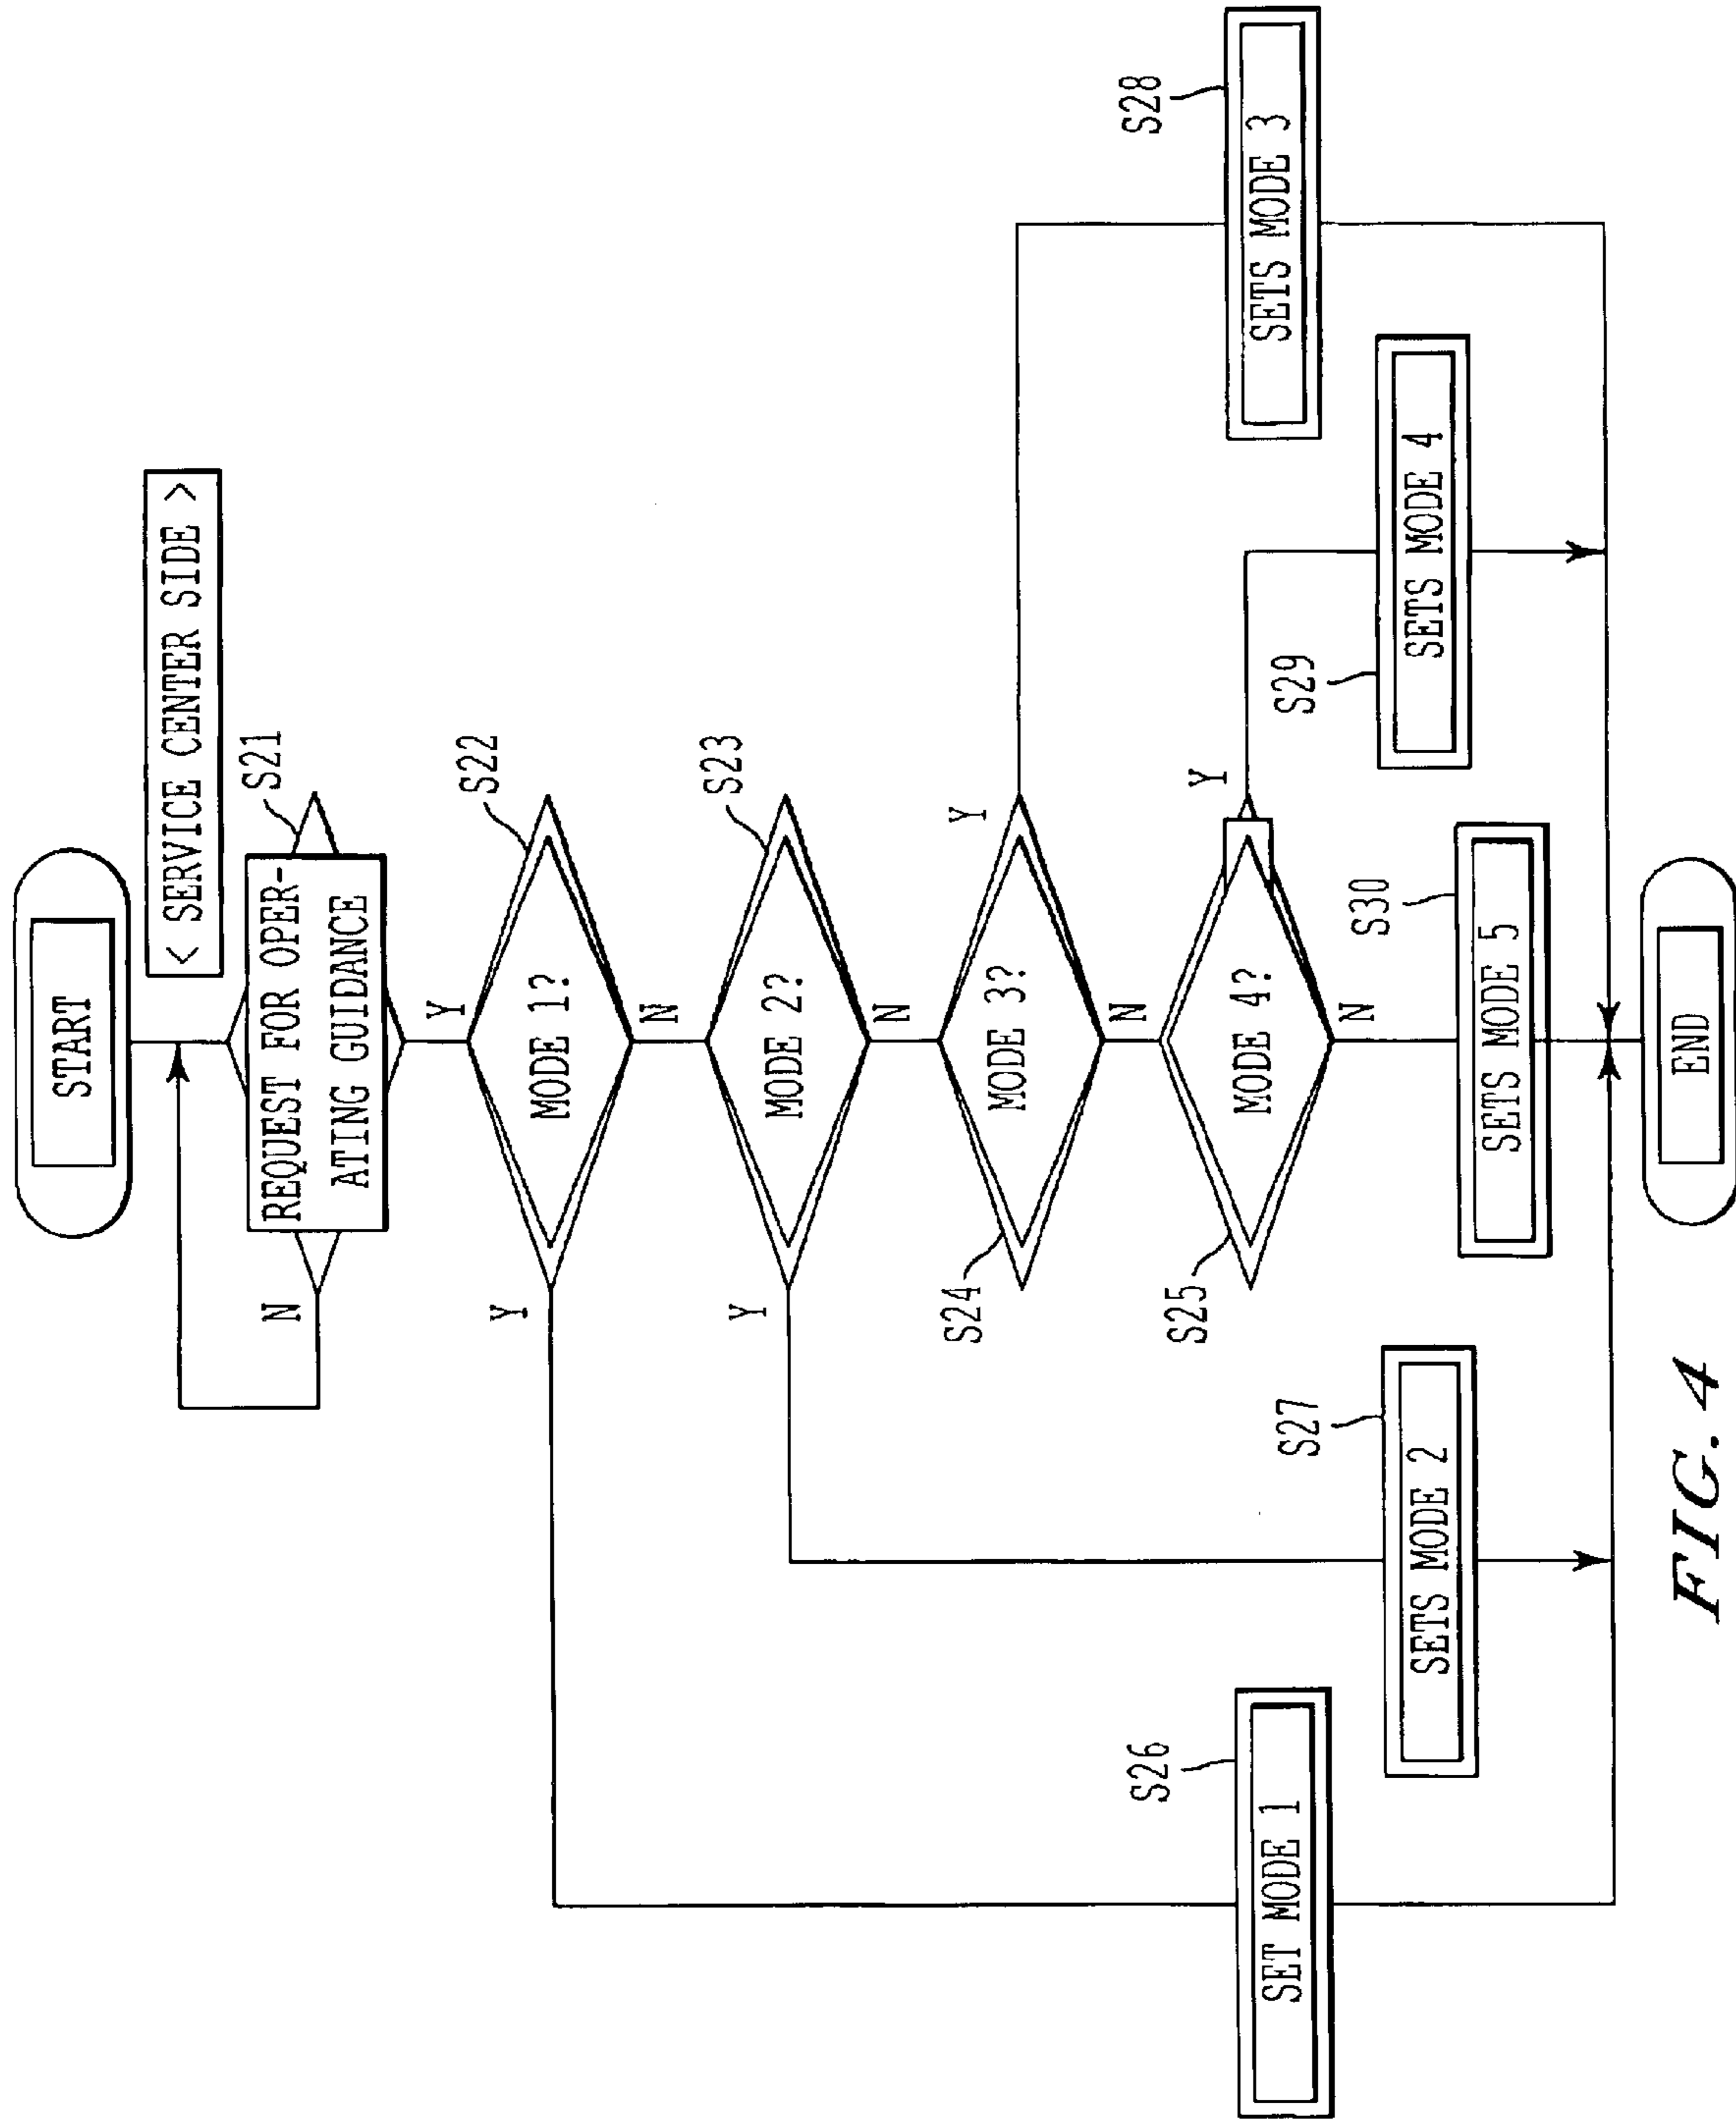 START
< SERVICE CENTER SIDE >
S21
REQUEST FOR OPER-
ATING GUIDANCE
N
Y
S22
MODE 1?
Y
N
S23
MODE 2?
Y
N
S24
MODE 3?
Y
N
S25
MODE 4?
Y
N
S26
SET MODE 1
S27
SETS MODE 2
S28
SETS MODE 3
S29
SETS MODE 4
S30
SETS MODE 5
END
FIG. 4